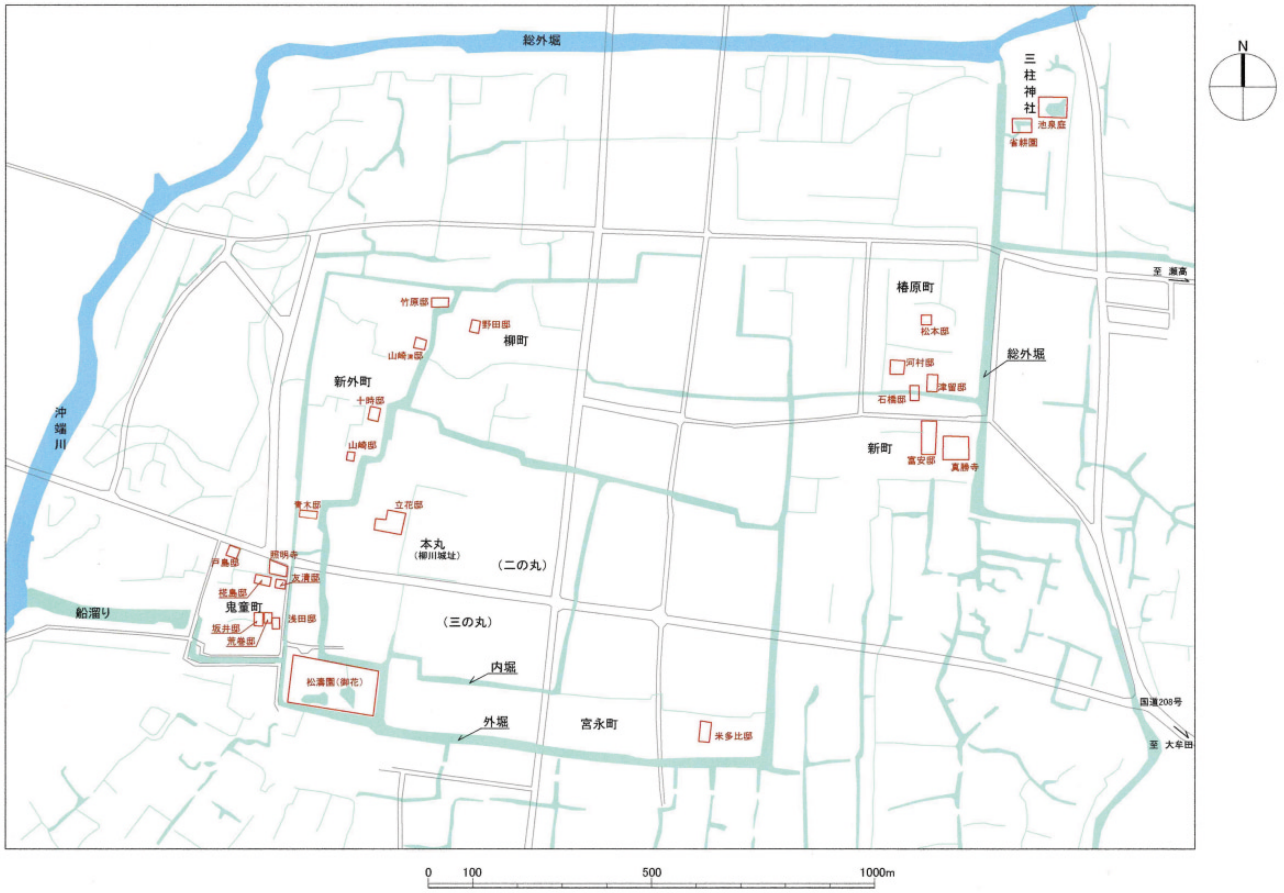 総外堀
N
三柱神社
池泉庭
省耕園
至 瀬高
椿原町
竹原邸
野田邸
松本邸
柳町
山崎
邸
総外堀
河村邸
新外町
津留邸
十時邸
石橋邸
沖端川
山崎邸
新町
富安邸
真勝寺
青木邸
立花邸
本丸
(柳川城址)
(二の丸)
戸島邸
照明寺
友清邸
椛島邸
鬼童町
船溜り
浅田邸
坂井邸
荒巻邸
(三の丸)
内堀
松濤園(御花)
国道208号
外堀
宮永町
米多比邸
至 大牟田
0 100 500 1000m